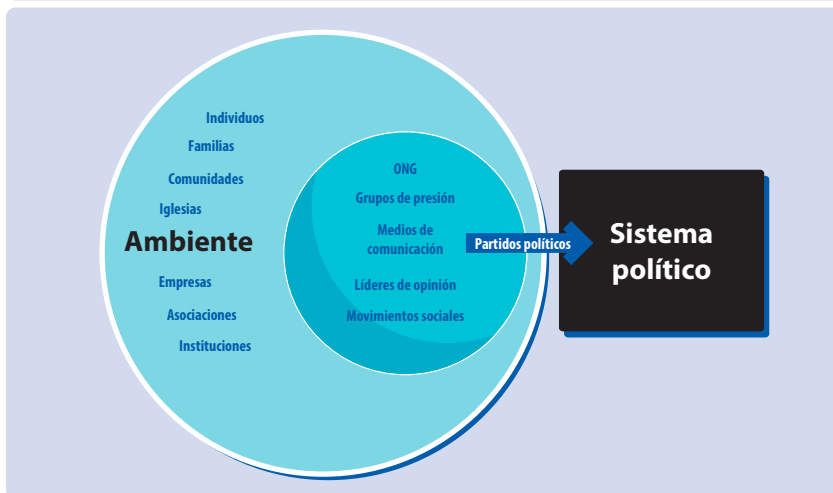 Individuos
Familias
Comunidades
Iglesias
Ambiente
Empresas
Asociaciones
Instituciones
ONG
Grupos de presión
Medios de
comunicación
Líderes de opinión
Movimientos sociales
Partidos políticos
Sistema
político